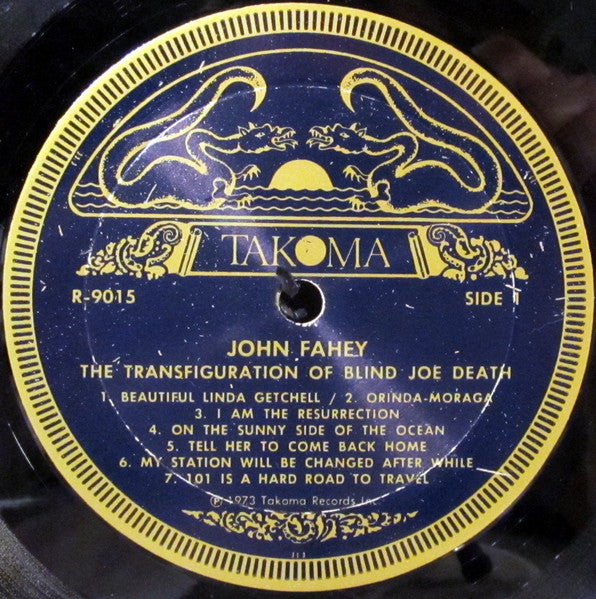 TAKOMA
R-9015
SIDE 1
JOHN FAHEY
THE TRANSFIGURATION OF BLIND JOE DEATH
1. BEAUTIFUL LINDA GETCHELL / 2. ORINDA-MORAGA
3. I AM THE RESURRECTION
4. ON THE SUNNY SIDE OF THE OCEAN
5. TELL HER TO COME BACK HOME
6. MY STATION WILL BE CHANGED AFTER WHILE
7. 101 IS A HARD ROAD TO TRAVEL
℗ 1973 Takoma Records Inc.